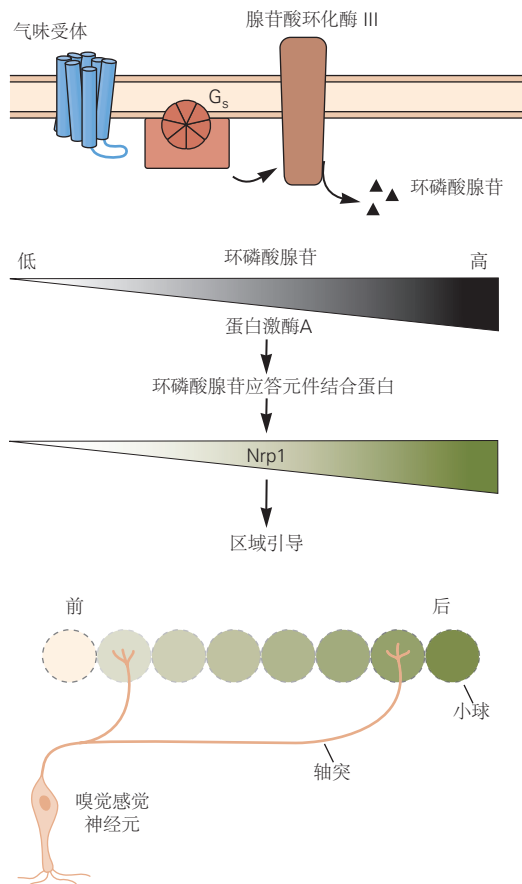 腺苷酸环化酶 III
气味受体
Gs
环磷酸腺苷
低
环磷酸腺苷
高
蛋白激酶A
环磷酸腺苷应答元件结合蛋白
Nrp1
区域引导
前
后
小球
轴突
嗅觉感觉
神经元